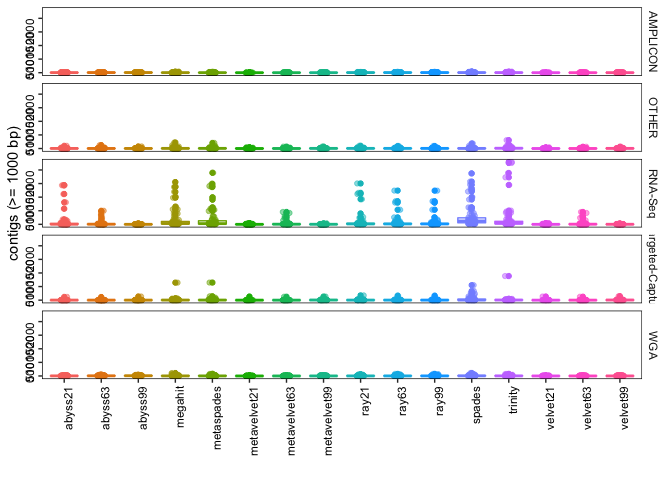 contigs (>= 1000 bp)
AMPLICON
OTHER
RNA-Seq
rgeted-Captu
WGA
abyss21
abyss63
abyss99
megahit
metaspades
metavelvet21
metavelvet63
metavelvet99
ray21
ray63
ray99
spades
trinity
velvet21
velvet63
velvet99